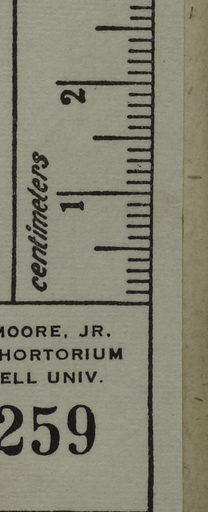 2
1
centimeters
MOORE, JR.
HORTORIUM
ELL UNIV.
259